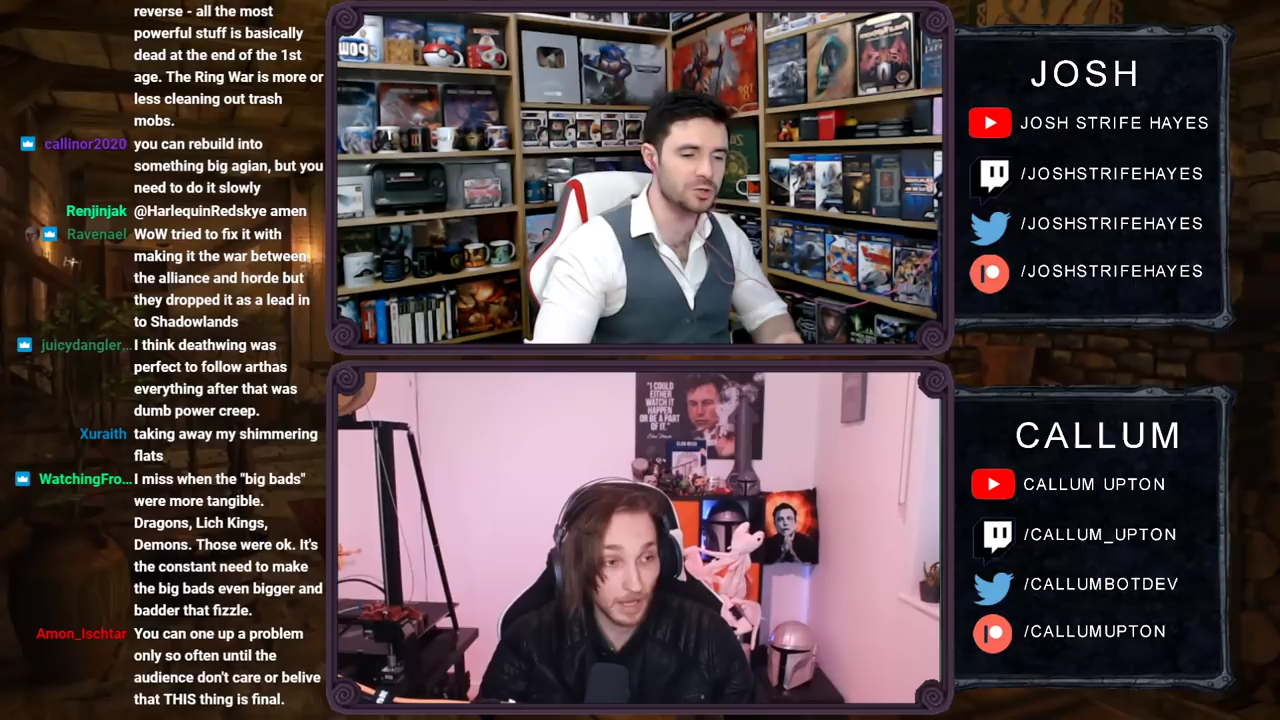 reverse - all the most
powerful stuff is basically
dead at the end of the 1st
age. The Ring War is more or
less cleaning out trash
mobs.
callinor2020 you can rebuild into
something big agian, but you
need to do it slowly
Renjinjak @HarlequinRedskye amen
Ravenael WoW tried to fix it with
making it the war between
the alliance and horde but
they dropped it as a lead in
to Shadowlands
juicydangler... I think deathwing was
perfect to follow arthas
everything after that was
dumb power creep.
Xuraith taking away my shimmering
flats
WatchingFro... I miss when the "big bads"
were more tangible.
Dragons, Lich Kings,
Demons. Those were ok. It's
the constant need to make
the big bads even bigger and
badder that fizzle.
Amon_Ischtar You can one up a problem
only so often until the
audience don't care or belive
that THIS thing is final.
"I COULD
EITHER
WATCH IT
HAPPEN
OR BE A PART
OF IT."
JOSH
JOSH STRIFE HAYES
/JOSHSTRIFEHAYES
/JOSHSTRIFEHAYES
/JOSHSTRIFEHAYES
CALLUM
CALLUM UPTON
/CALLUM_UPTON
/CALLUMBOTDEV
/CALLUMUPTON